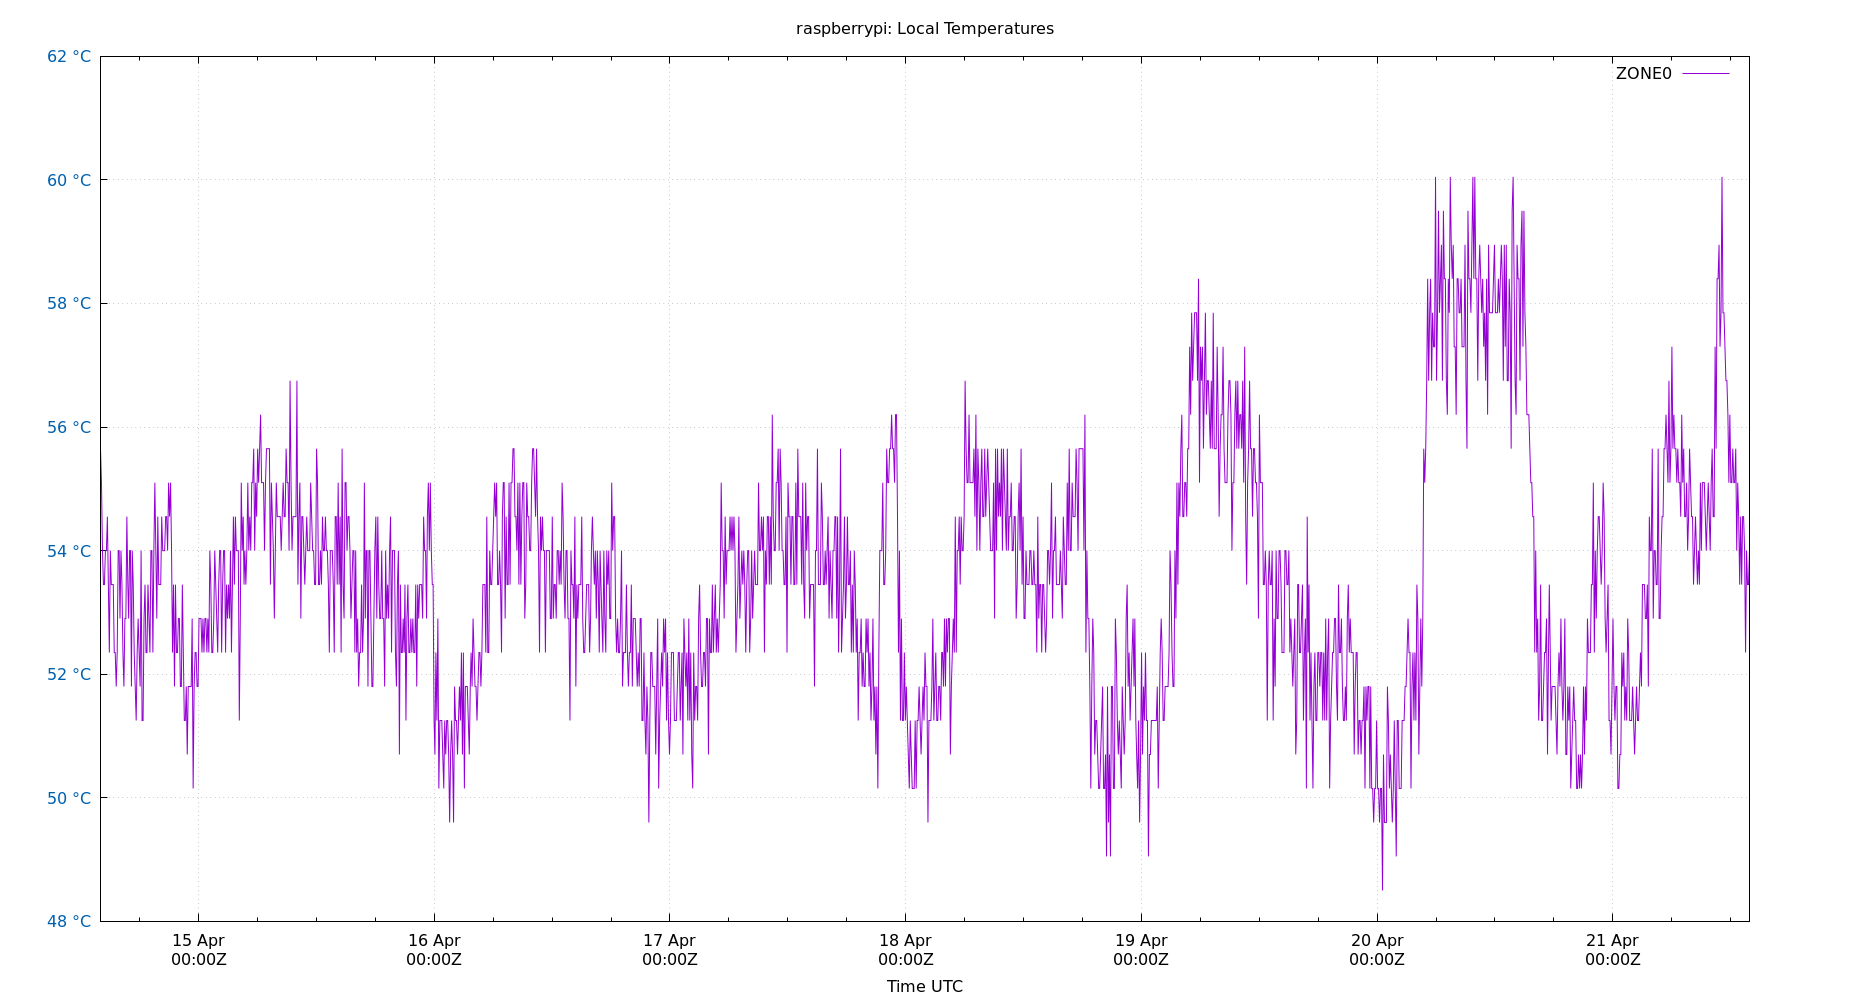 raspberrypi: Local Temperatures
62 °C
ZONE0
60 °C
58 °C
56 °C
54 °C
52 °C
50 °C
48 °C
15 Apr 16 Apr 17 Apr 18 Apr 19 Apr 20 Apr 21 Apr
00:00Z 00:00Z 00:00Z 00:00Z 00:00Z 00:00Z 00:00Z
Time UTC